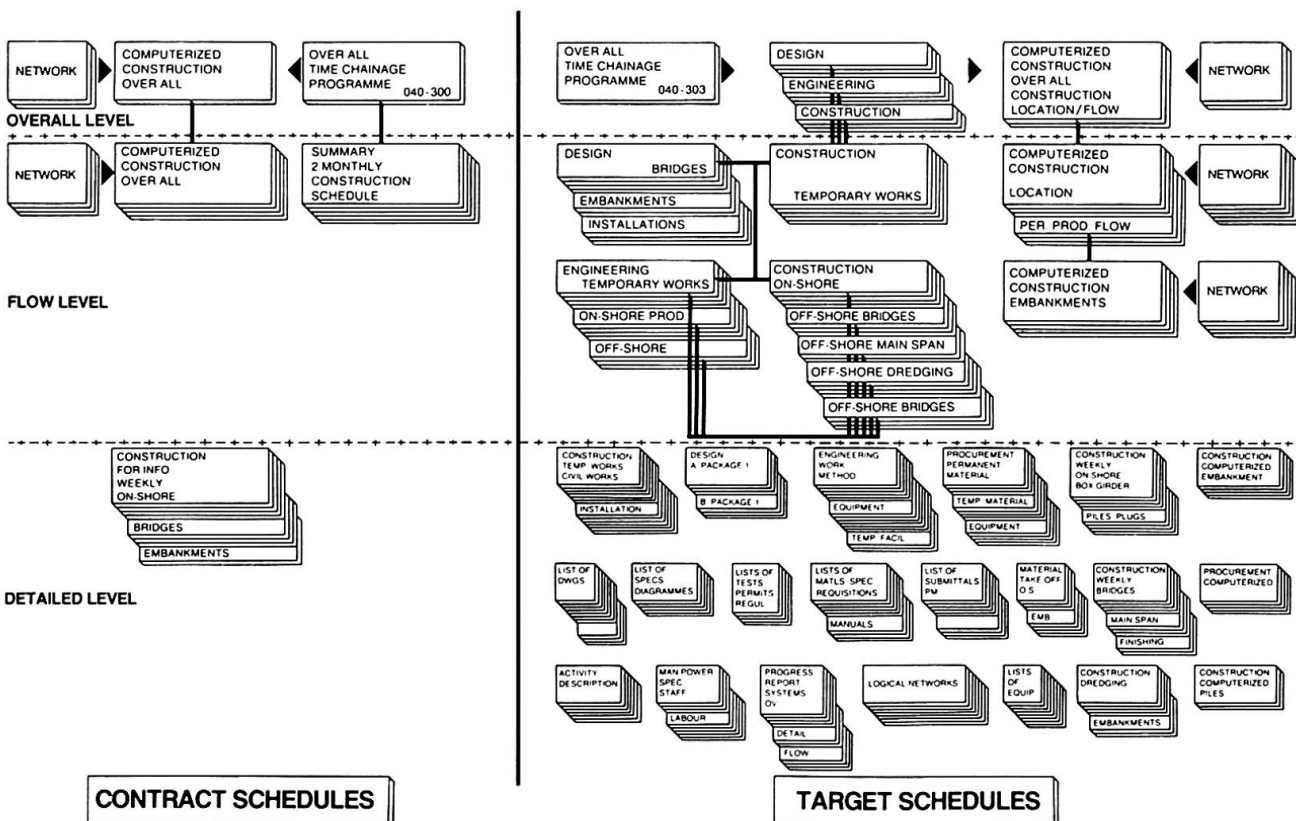 NETWORK
COMPUTERIZED
CONSTRUCTION
OVER ALL
OVER ALL
TIME CHAINAGE
PROGRAMME
040-300
OVERALL LEVEL
NETWORK
COMPUTERIZED
CONSTRUCTION
OVER ALL
SUMMARY
2 MONTHLY
CONSTRUCTION
SCHEDULE
FLOW LEVEL
CONSTRUCTION
FOR INFO
WEEKLY
ON-SHORE
BRIDGES
EMBANKMENTS
DETAILED LEVEL
CONTRACT SCHEDULES
OVER ALL
TIME CHAINAGE
PROGRAMME
040-303
DESIGN
ENGINEERING
CONSTRUCTION
COMPUTERIZED
CONSTRUCTION
OVER ALL
CONSTRUCTION
LOCATION/FLOW
NETWORK
DESIGN
BRIDGES
EMBANKMENTS
INSTALLATIONS
CONSTRUCTION
TEMPORARY WORKS
COMPUTERIZED
CONSTRUCTION
LOCATION
PER PROD. FLOW
NETWORK
ENGINEERING
TEMPORARY WORKS
ON-SHORE PROD
OFF-SHORE
CONSTRUCTION
ON-SHORE
OFF-SHORE BRIDGES
OFF-SHORE MAIN SPAN
OFF-SHORE DREDGING
OFF-SHORE BRIDGES
COMPUTERIZED
CONSTRUCTION
EMBANKMENTS
NETWORK
CONSTRUCTION
TEMP WORKS
CIVIL WORKS
INSTALLATION
DESIGN
A PACKAGE 1
B PACKAGE 1
ENGINEERING
WORK
METHOD
EQUIPMENT
TEMP FACIL
PROCUREMENT
PERMANENT
MATERIAL
TEMP MATERIAL
EQUIPMENT
CONSTRUCTION
WEEKLY
ON-SHORE
BOX GIRDER
PILES PLUGS
CONSTRUCTION
COMPUTERIZED
EMBANKMENT
LIST OF
DWGS
LIST OF
SPECS
DIAGRAMMES
LISTS OF
TESTS
PERMITS
REGUL
LISTS OF
MATLS SPEC
REQUISITIONS
MANUALS
LIST OF
SUBMITTALS
PM
MATERIAL
TAKE OFF
O S
EMB
CONSTRUCTION
WEEKLY
BRIDGES
MAIN SPAN
FINISHING
PROCUREMENT
COMPUTERIZED
ACTIVITY
DESCRIPTION
MAN POWER
SPEC
STAFF
LABOUR
PROGRESS
REPORT
SYSTEMS
OV
DETAIL
FLOW
LOGICAL NETWORKS
LISTS
OF
EQUIP
CONSTRUCTION
DREDGING
EMBANKMENTS
CONSTRUCTION
COMPUTERIZED
PILES
TARGET SCHEDULES